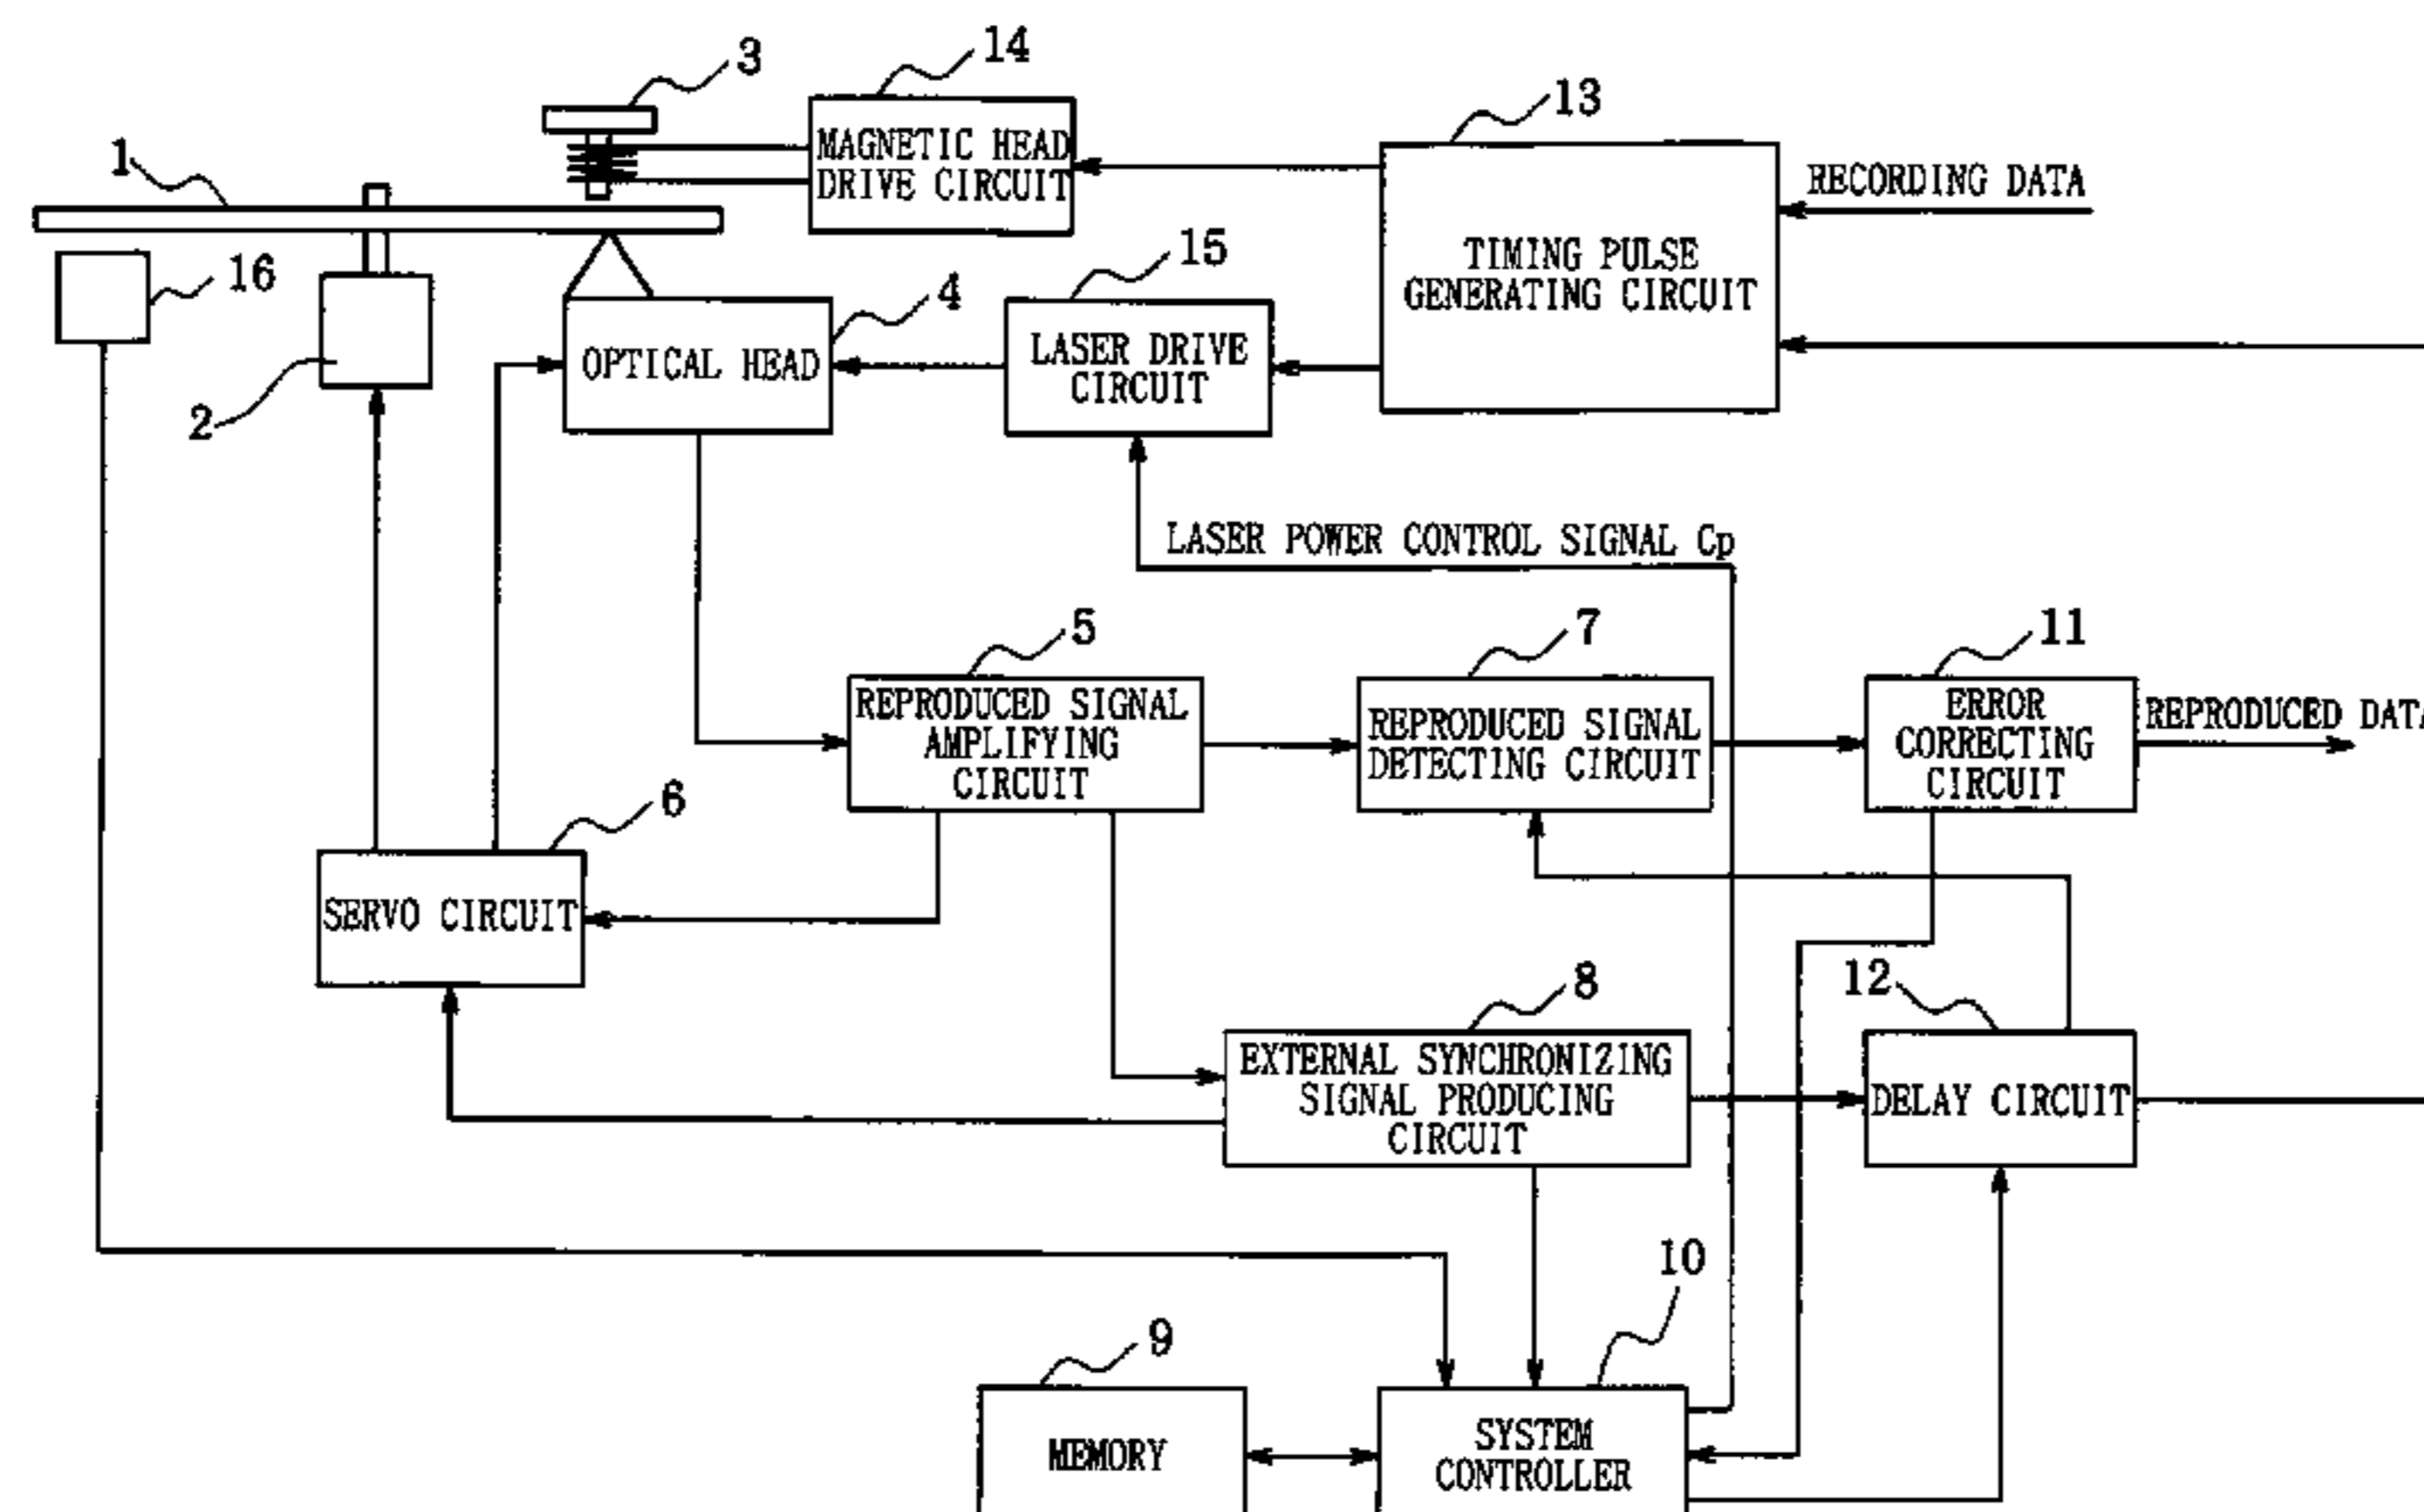 3
14
13
1
MAGNETIC HEAD
DRIVE CIRCUIT
RECORDING DATA
16
15
TIMING PULSE
GENERATING CIRCUIT
4
2
OPTICAL HEAD
LASER DRIVE
CIRCUIT
LASER POWER CONTROL SIGNAL Cp
5
7
11
REPRODUCED SIGNAL
AMPLIFYING
CIRCUIT
REPRODUCED SIGNAL
DETECTING CIRCUIT
ERROR
CORRECTING
CIRCUIT
REPRODUCED DATA
6
SERVO CIRCUIT
8
12
EXTERNAL SYNCHRONIZING
SIGNAL PRODUCING
CIRCUIT
DELAY CIRCUIT
10
9
MEMORY
SYSTEM
CONTROLLER